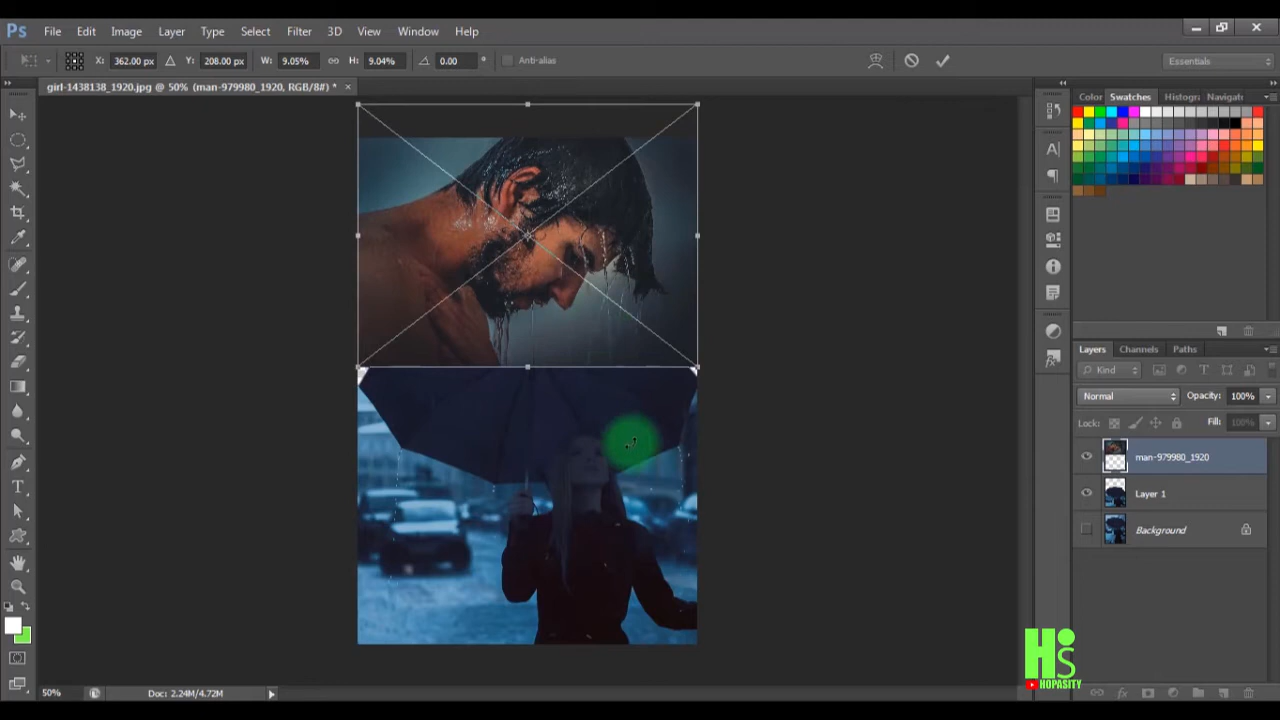 Ps File Edit Image Layer Type Select Filter 3D View Window Help
X: 362.00 px Y: 208.00 px W: 9.05% H: 9.04% 0.00 ° Anti-alias Essentials
girl-1438138_1920.jpg @ 50% (man-979980_1920, RGB/8#) * ×
Color Swatches Histogr Navigati
Layers Channels Paths
Kind
Normal Opacity: 100%
Lock: Fill: 100%
man-979980_1920
Layer 1
Background
HS
HOPASITY
50% Doc: 2.24M/4.72M